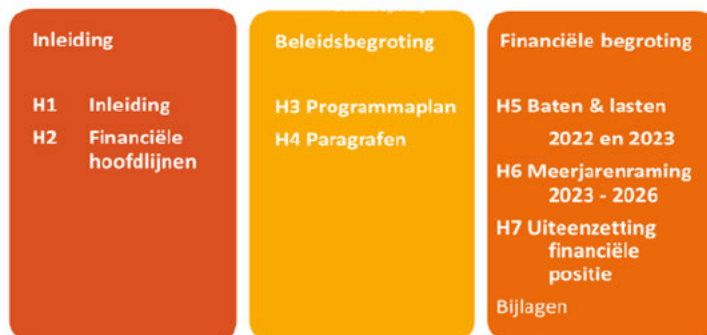 Inleiding
H1 Inleiding
H2 Financiële
hoofdlijnen
Beleidsbegroting
H3 Programmaplan
H4 Paragrafen
Financiële begroting
H5 Baten & lasten
2022 en 2023
H6 Meerjarenraming
2023 - 2026
H7 Uiteenzetting
financiële
positie
Bijlagen